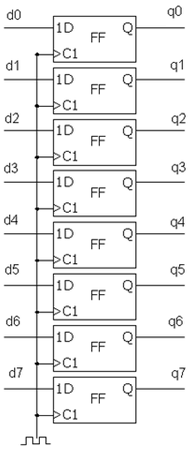 d0 1D FF Q q0
C1
d1 1D FF Q q1
C1
d2 1D FF Q q2
C1
d3 1D FF Q q3
C1
d4 1D FF Q q4
C1
d5 1D FF Q q5
C1
d6 1D FF Q q6
C1
d7 1D FF Q q7
C1